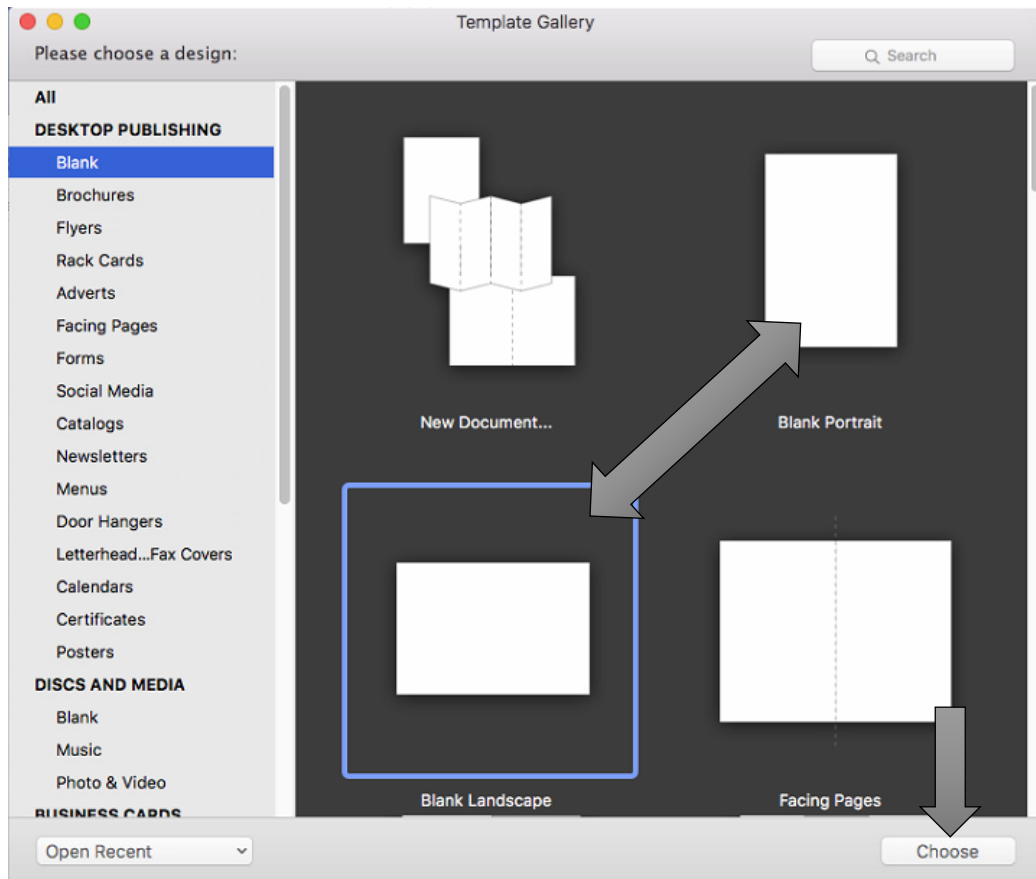 Template Gallery
Please choose a design:
Search
All
DESKTOP PUBLISHING
Blank
Brochures
Flyers
Rack Cards
Adverts
Facing Pages
Forms
Social Media
Catalogs
Newsletters
Menus
Door Hangers
Letterhead...Fax Covers
Calendars
Certificates
Posters
DISCS AND MEDIA
Blank
Music
Photo & Video
BUSINESS CARDS
New Document...
Blank Portrait
Blank Landscape
Facing Pages
Open Recent
Choose